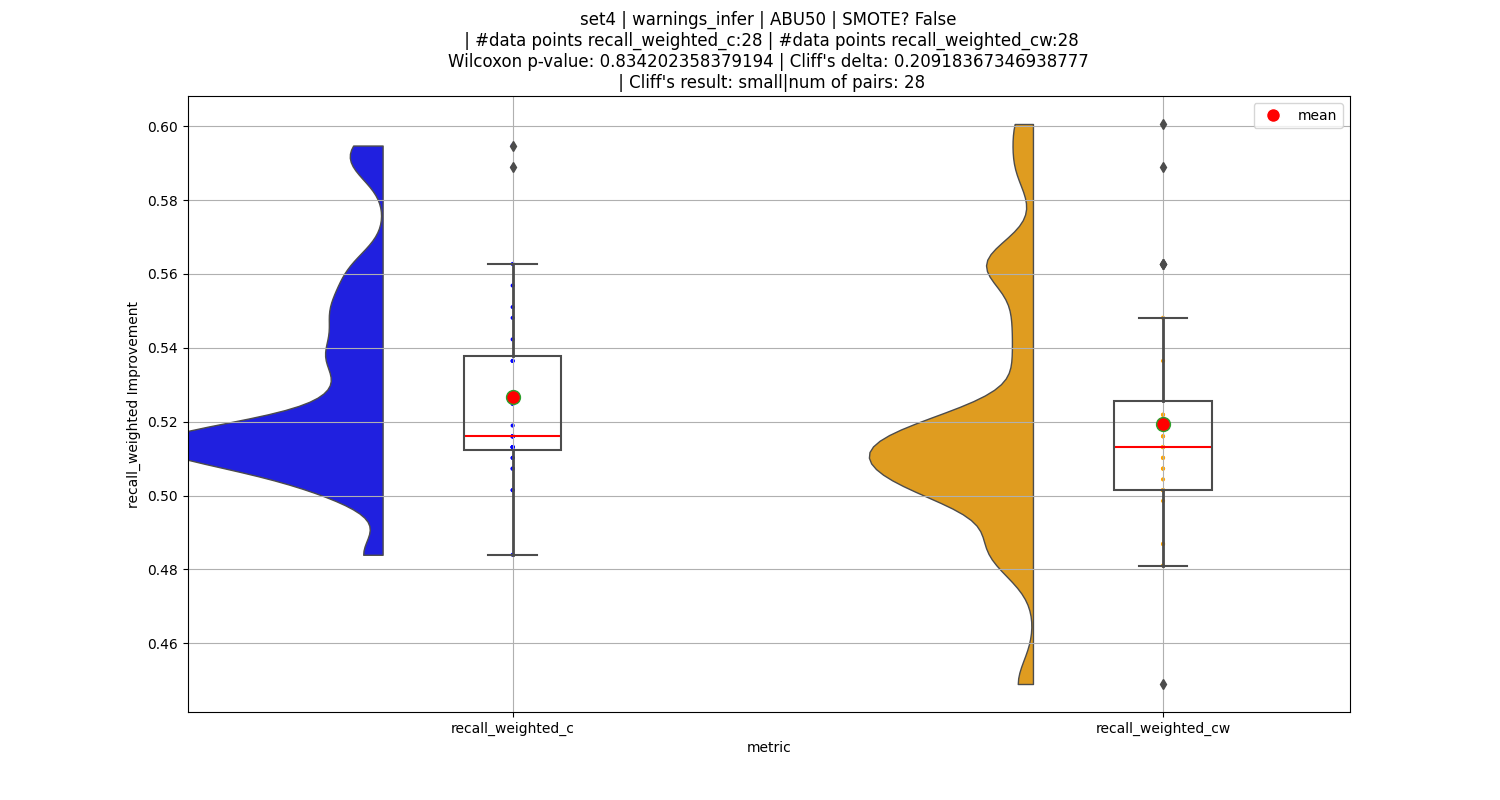 set4 | warnings_infer | ABU50 | SMOTE? False
| #data points recall_weighted_c:28 | #data points recall_weighted_cw:28
Wilcoxon p-value: 0.834202358379194 | Cliff's delta: 0.20918367346938777
| Cliff's result: small|num of pairs: 28
mean
0.60
0.58
0.56
0.54
0.52
0.50
0.48
0.46
recall_weighted Improvement
recall_weighted_c
recall_weighted_cw
metric